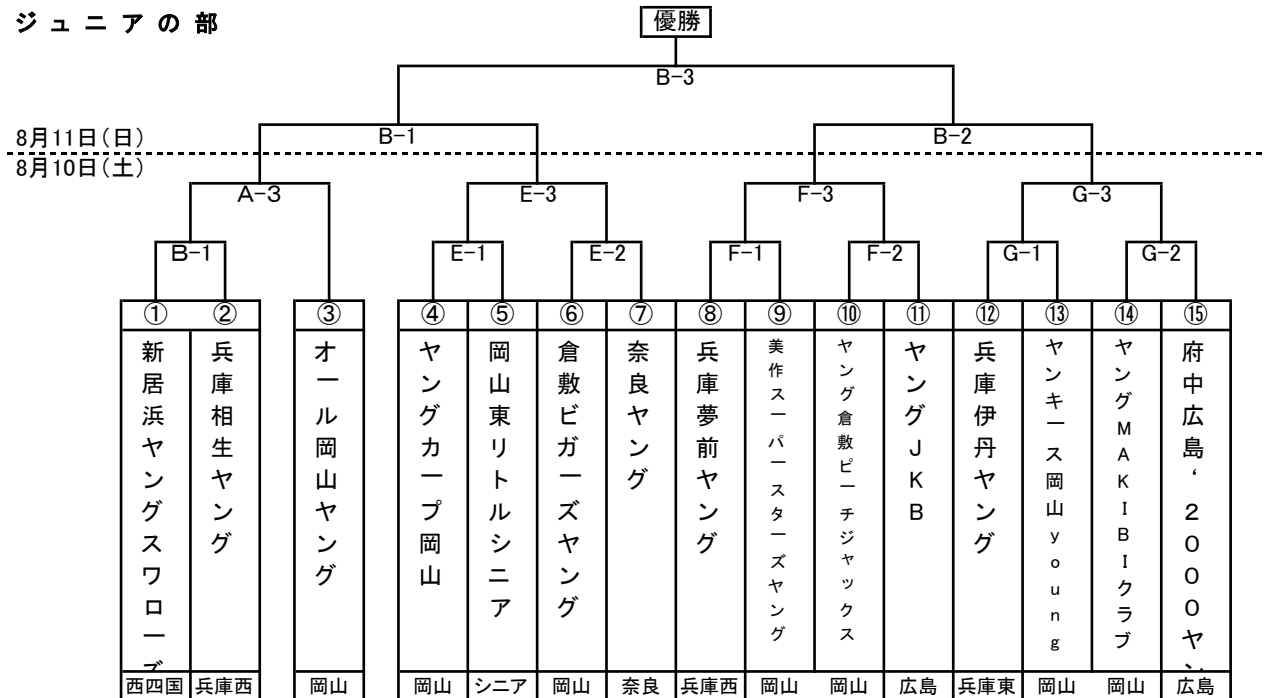 ジュニアの部
優勝
B-3
8月11日(日)
B-1
B-2
8月10日(土)
A-3
E-3
F-3
G-3
B-1
E-1
E-2
F-1
F-2
G-1
G-2
①
②
③
④
⑤
⑥
⑦
⑧
⑨
⑩
⑪
⑫
⑬
⑭
⑮
新居浜ヤングスワローズ
兵庫相生ヤング
オール岡山ヤング
ヤングカープ岡山
岡山東リトルシニア
倉敷ビガーズヤング
奈良ヤング
兵庫夢前ヤング
美作スーパースターズヤング
ヤング倉敷ピーチジャックス
ヤングJKB
兵庫伊丹ヤング
ヤンキース岡山young
ヤングMAKIBIクラブ
府中広島‘2000ヤン
西四国
兵庫西
岡山
岡山
シニア
岡山
奈良
兵庫西
岡山
岡山
広島
兵庫東
岡山
岡山
広島